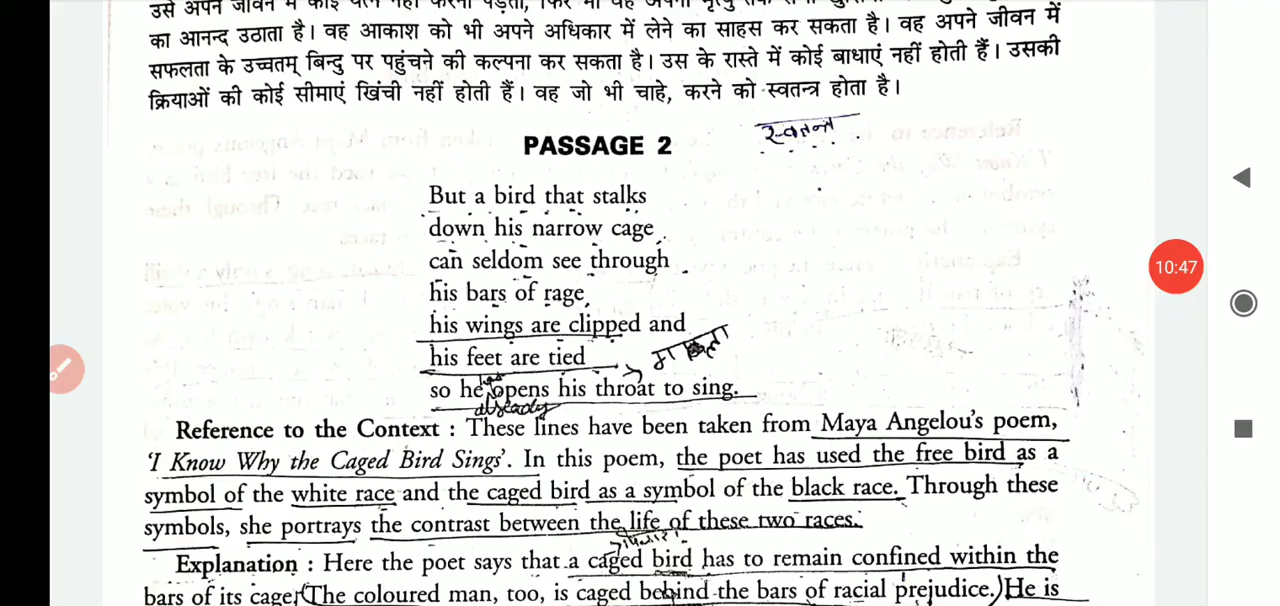 का आनन्द उठाता है। वह आकाश को भी अपने अधिकार में लेने का साहस कर सकता है। वह अपने जीवन में
सफलता के उच्चतम् बिन्दु पर पहुंचने की कल्पना कर सकता है। उस के रास्ते में कोई बाधाएं नहीं होती हैं। उसकी
क्रियाओं की कोई सीमाएं खिंची नहीं होती हैं। वह जो भी चाहे, करने को स्वतन्त्र होता है।
स्वतन्त्र
PASSAGE 2
But a bird that stalks
down his narrow cage
can seldom see through
his bars of rage
his wings are clipped and
his feet are tied
so he opens his throat to sing.
already
Reference to the Context : These lines have been taken from Maya Angelou's poem,
'I Know Why the Caged Bird Sings'. In this poem, the poet has used the free bird as a
symbol of the white race and the caged bird as a symbol of the black race. Through these
symbols, she portrays the contrast between the life of these two races.
Explanation : Here the poet says that a caged bird has to remain confined within the
bars of its cage. (The coloured man, too, is caged behind the bars of racial prejudice.) He is
10:47